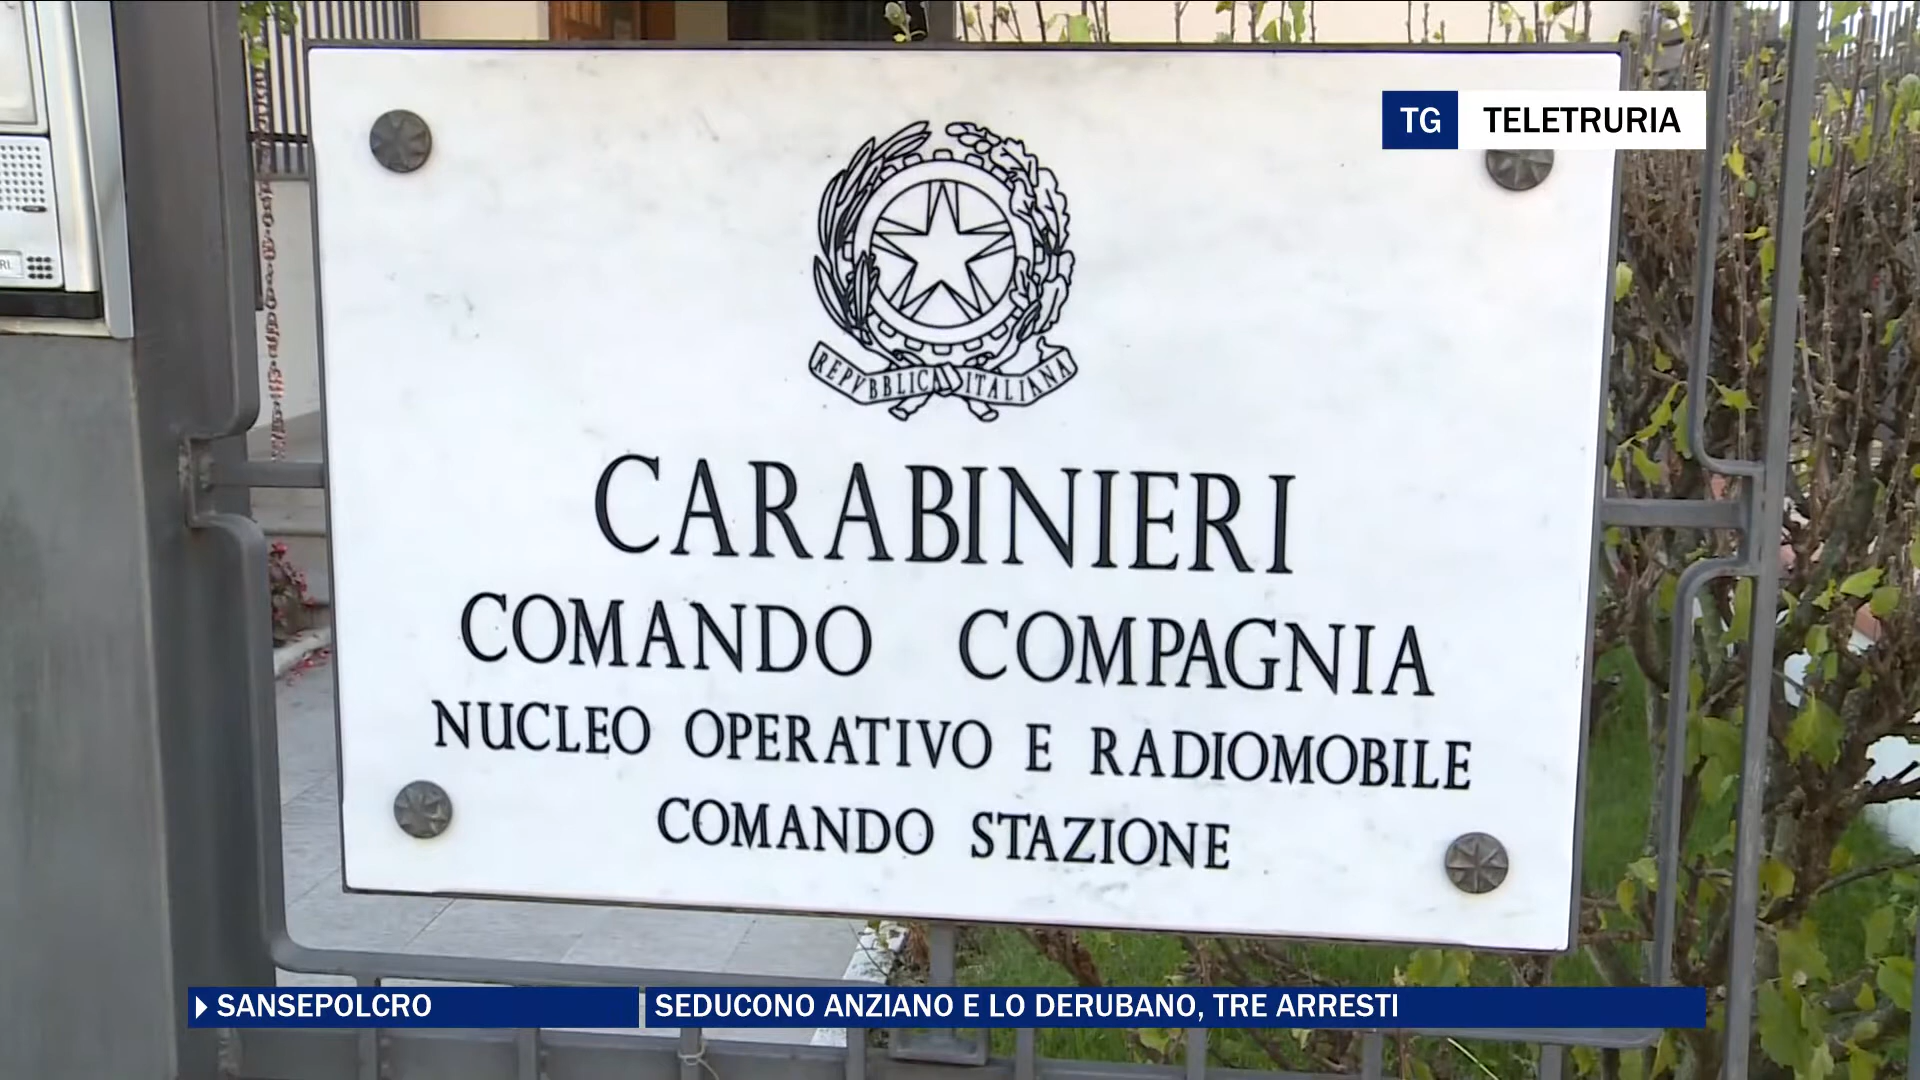 TG TELETRURIA
REPVBBLICA ITALIANA
CARABINIERI
COMANDO COMPAGNIA
NUCLEO OPERATIVO E RADIOMOBILE
COMANDO STAZIONE
SANSEPOLCRO
SEDUCONO ANZIANO E LO DERUBANO, TRE ARRESTI